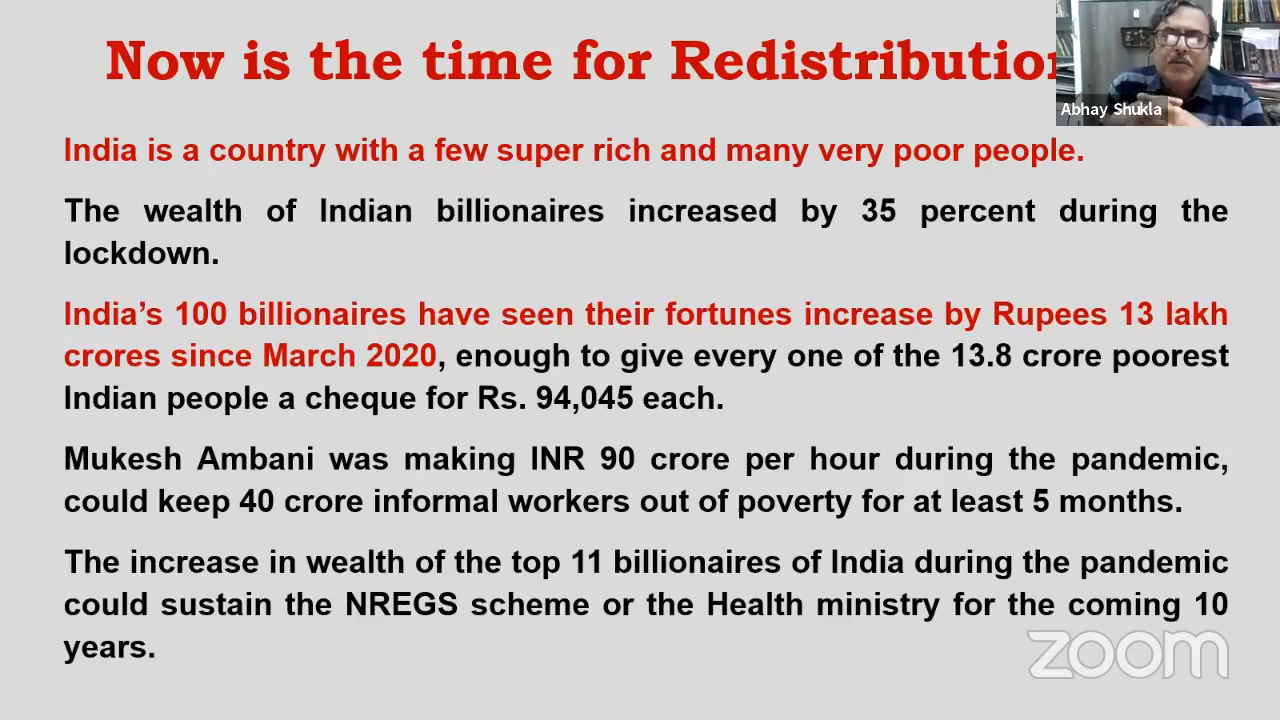 Now is the time for Redistribution
Abhay Shukla
India is a country with a few super rich and many very poor people.
The wealth of Indian billionaires increased by 35 percent during the
lockdown.
India’s 100 billionaires have seen their fortunes increase by Rupees 13 lakh
crores since March 2020, enough to give every one of the 13.8 crore poorest
Indian people a cheque for Rs. 94,045 each.
Mukesh Ambani was making INR 90 crore per hour during the pandemic,
could keep 40 crore informal workers out of poverty for at least 5 months.
The increase in wealth of the top 11 billionaires of India during the pandemic
could sustain the NREGS scheme or the Health ministry for the coming 10
years.
zoom